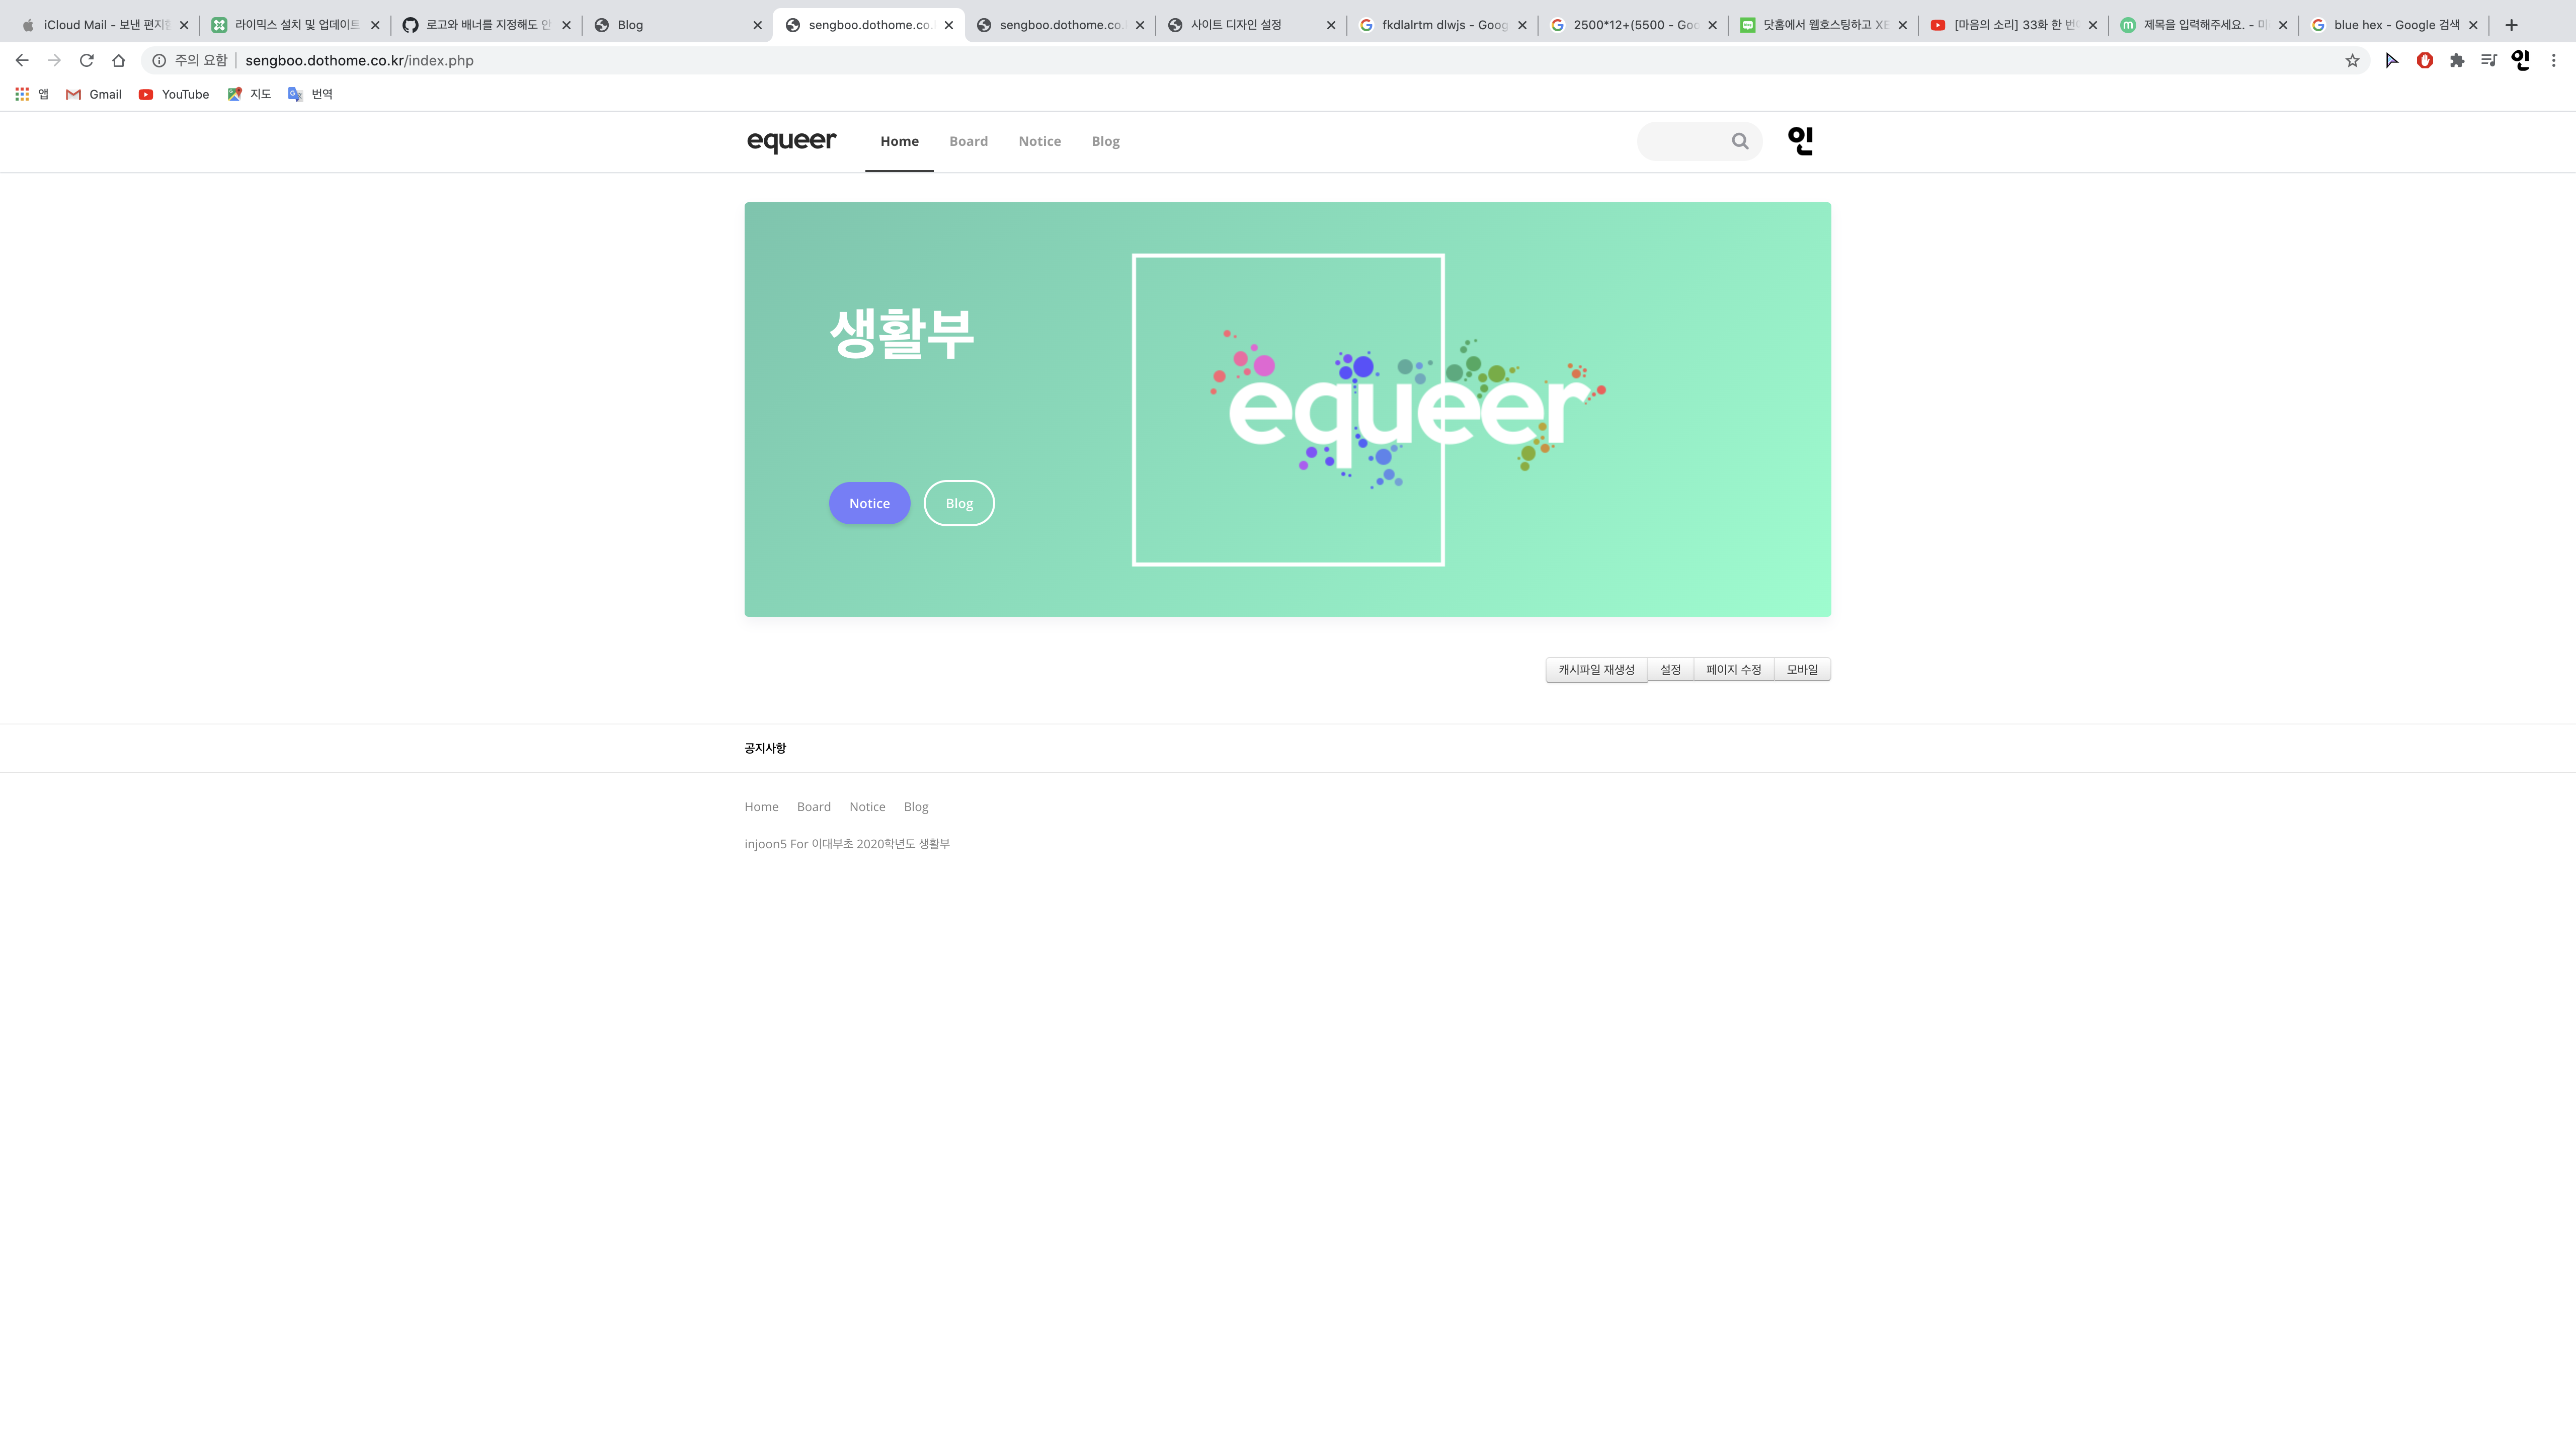 iCloud Mail - 보낸 편지함
라이믹스 설치 및 업데이트
로고와 배너를 지정해도 안
Blog
sengboo.dothome.co.
sengboo.dothome.co.
사이트 디자인 설정
fkdlalrtm dlwjs - Goog
2500*12+(5500 - Goo
닷홈에서 웹호스팅하고 XE
[마음의 소리] 33화 한 번
제목을 입력해주세요. - 미
blue hex - Google 검색
주의 요함
sengboo.dothome.co.kr/index.php
인
앱
Gmail
YouTube
지도
번역
equeer
Home
Board
Notice
Blog
인
생활부
equeer
Notice
Blog
캐시파일 재생성
설정
페이지 수정
모바일
공지사항
Home
Board
Notice
Blog
injoon5 For 이대부초 2020학년도 생활부